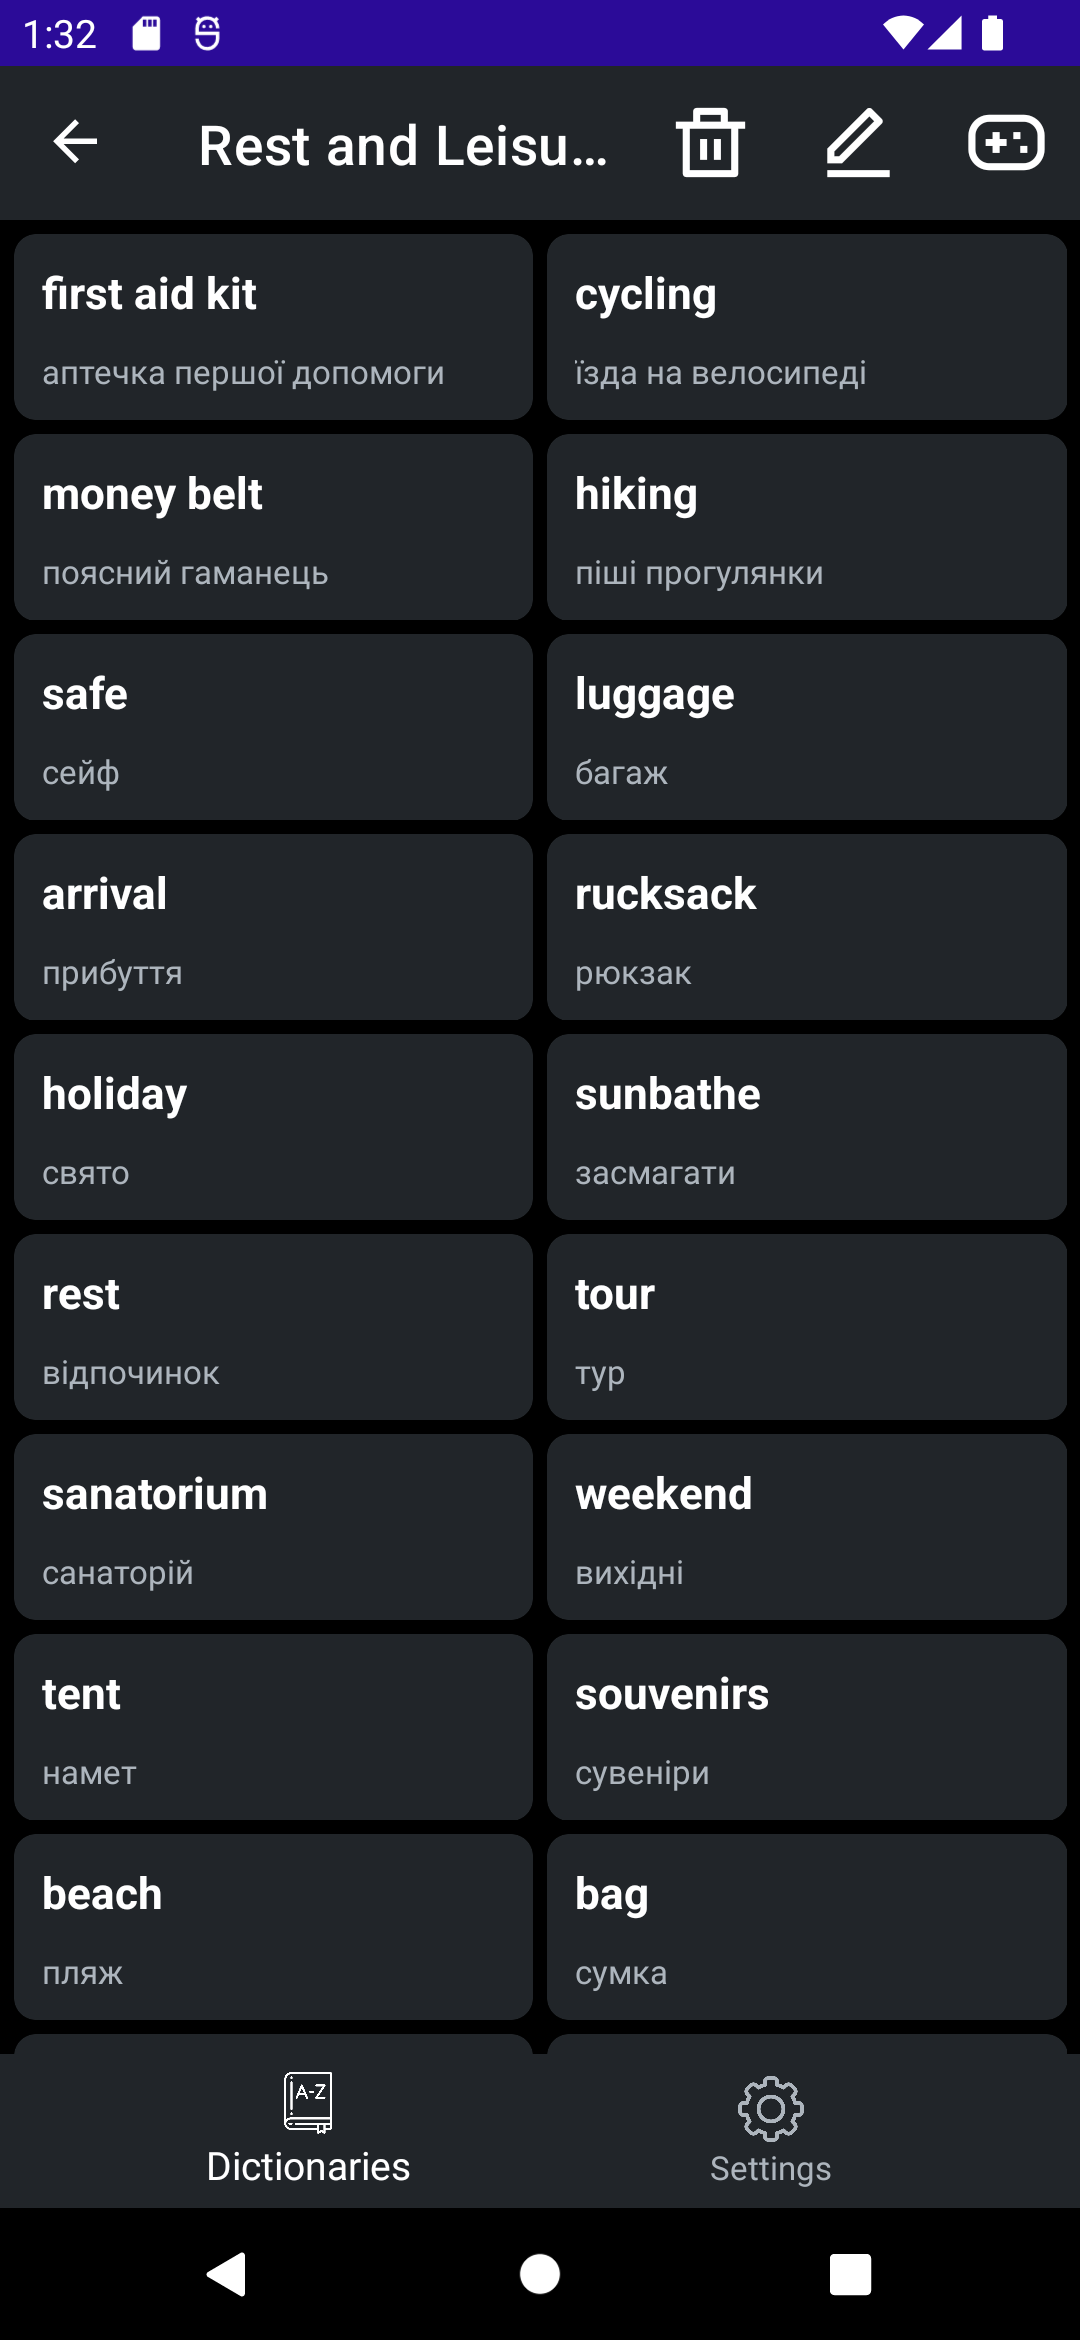 1:32
Rest and Leisu...
first aid kit
аптечка першої допомоги
cycling
їзда на велосипеді
money belt
поясний гаманець
hiking
піші прогулянки
safe
сейф
luggage
багаж
arrival
прибуття
rucksack
рюкзак
holiday
свято
sunbathe
засмагати
rest
відпочинок
tour
тур
sanatorium
санаторій
weekend
вихідні
tent
намет
souvenirs
сувеніри
beach
пляж
bag
сумка
A-Z
Dictionaries
Settings